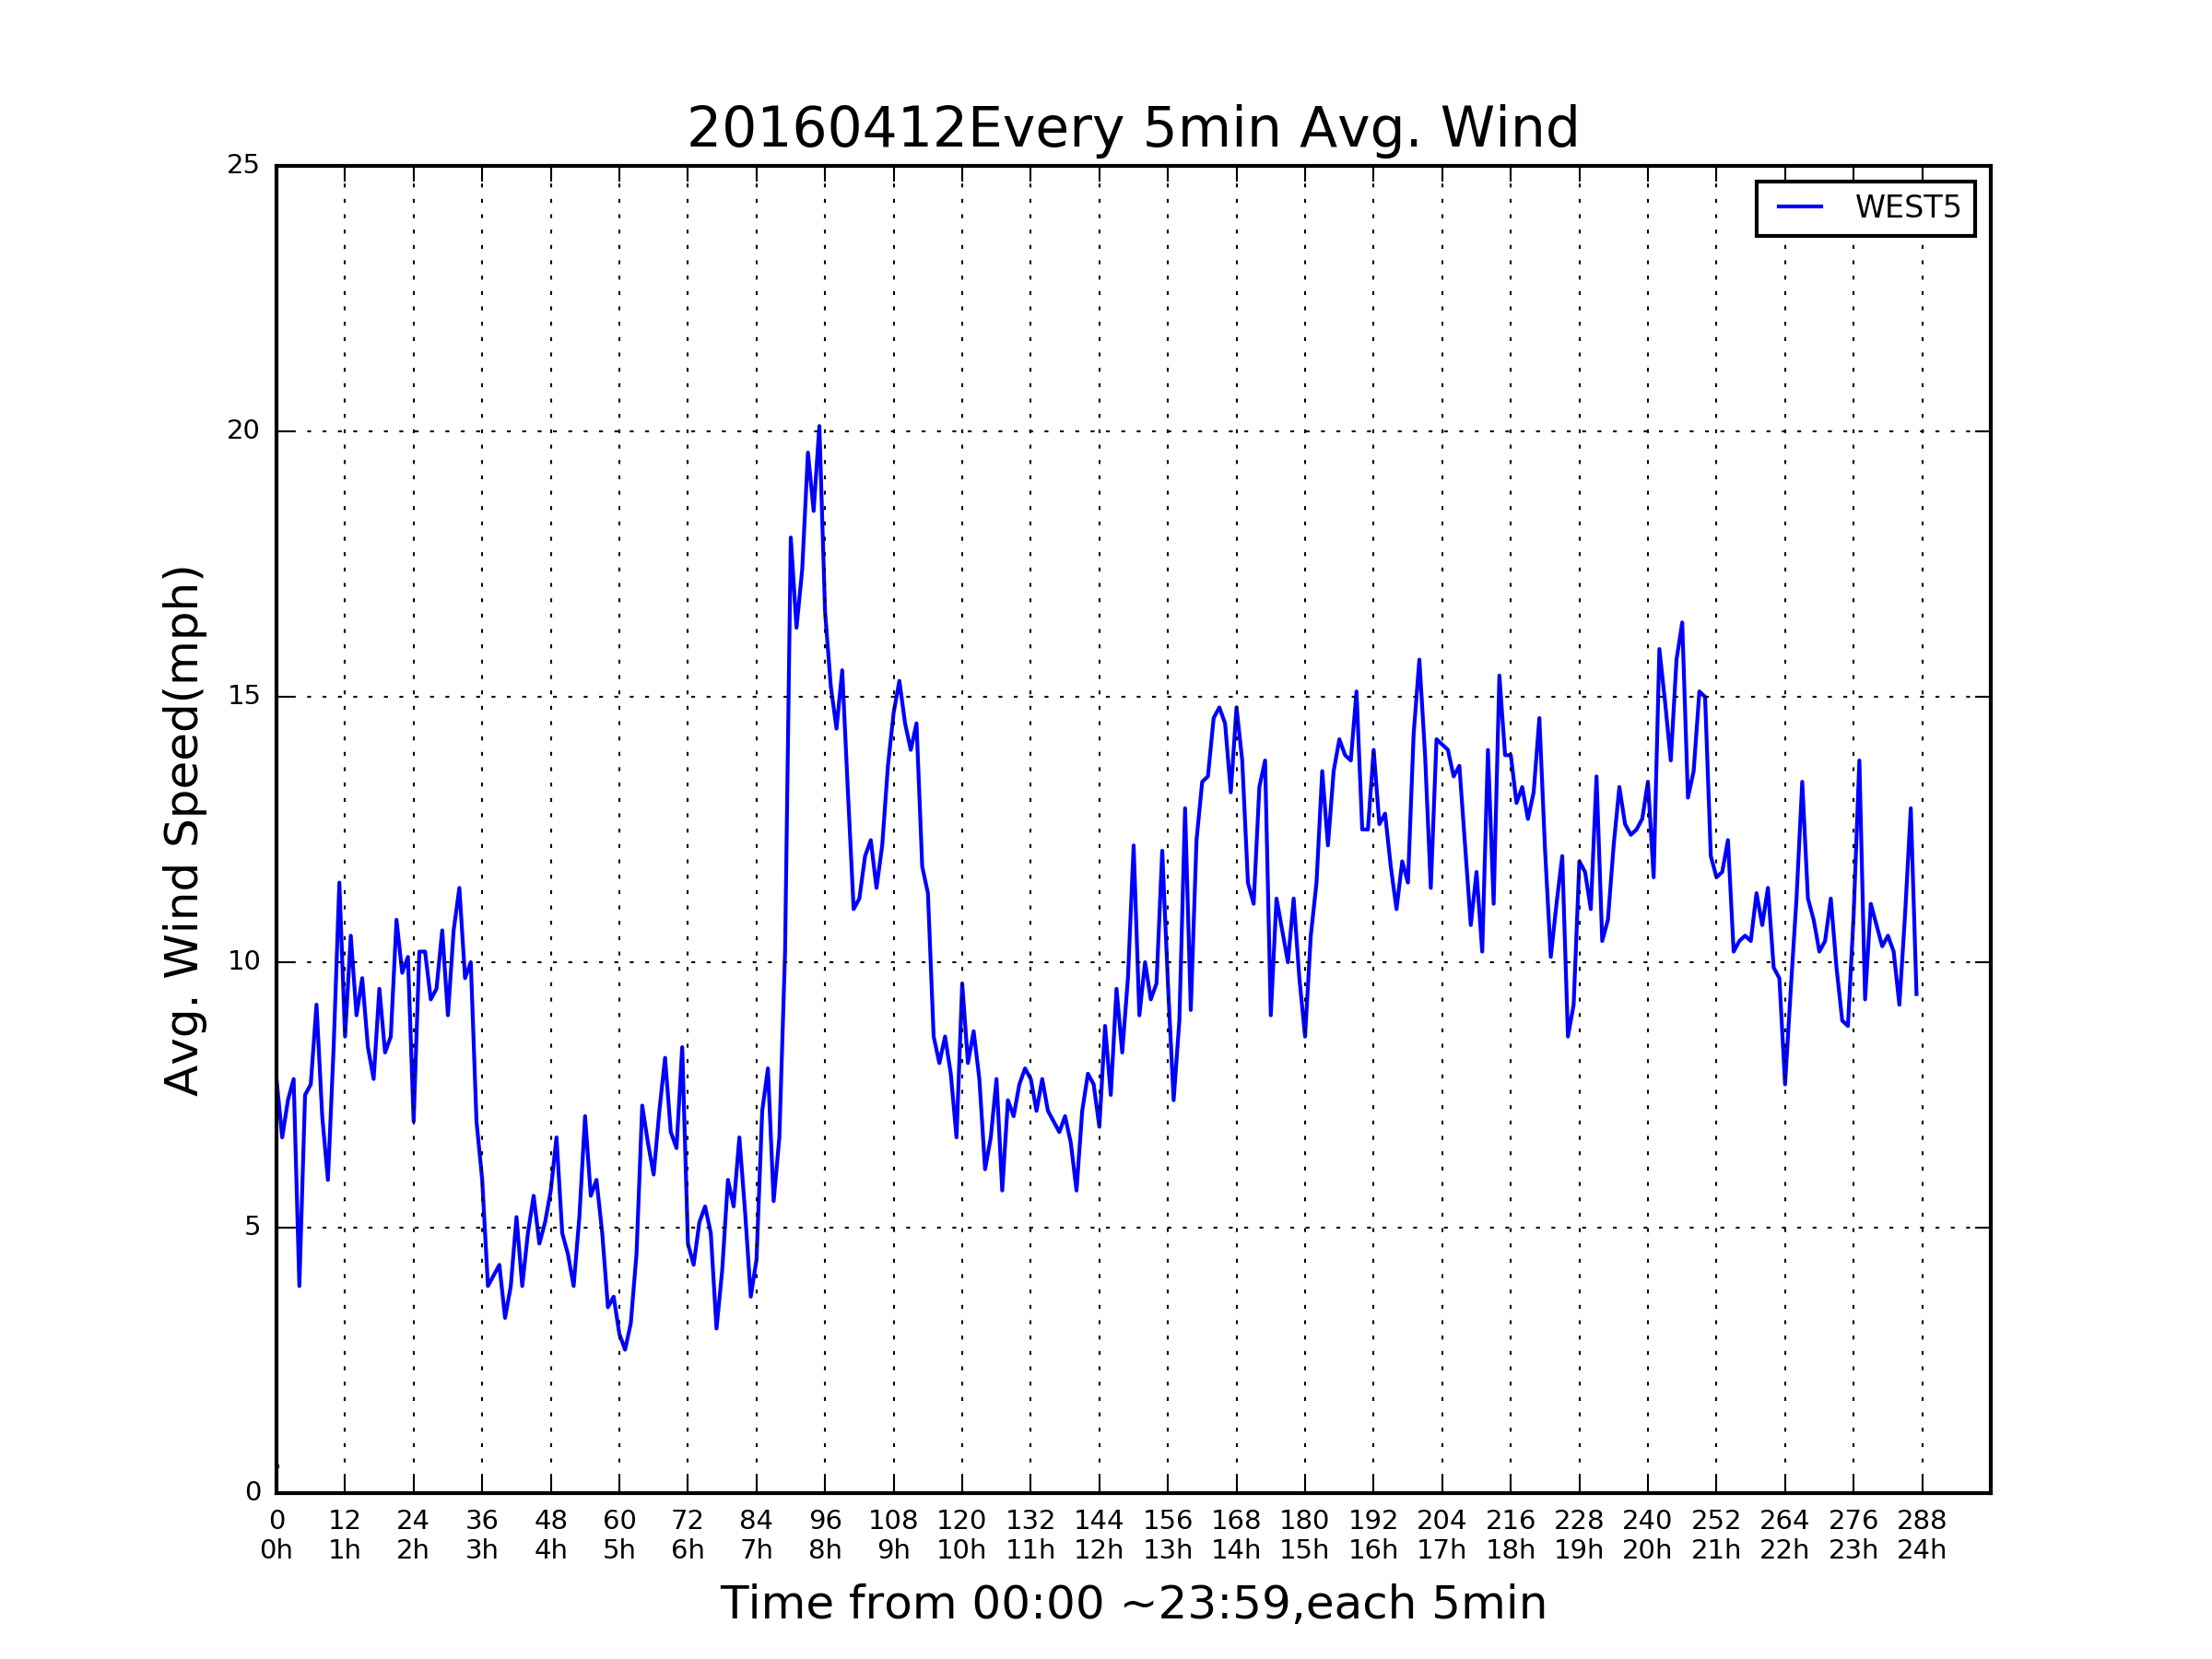 20160412Every 5min Avg. Wind
WEST5
Avg. Wind Speed(mph)
25
20
15
10
5
0
0 12 24 36 48 60 72 84 96 108 120 132 144 156 168 180 192 204 216 228 240 252 264 276 288
0h 1h 2h 3h 4h 5h 6h 7h 8h 9h 10h 11h 12h 13h 14h 15h 16h 17h 18h 19h 20h 21h 22h 23h 24h
Time from 00:00 ~23:59,each 5min